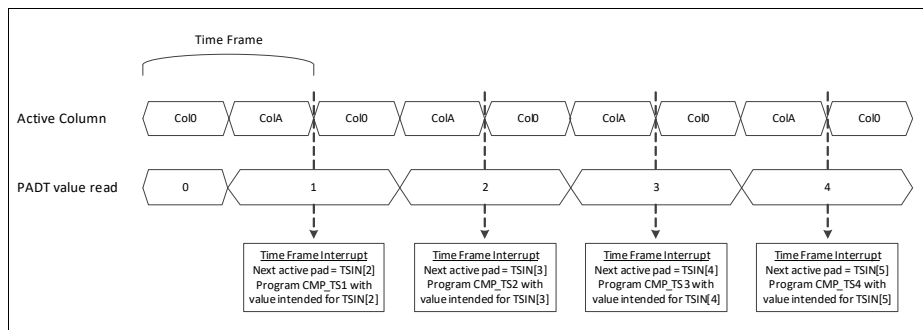 Time Frame
Active Column
Col0
ColA
Col0
ColA
Col0
ColA
Col0
ColA
Col0
PADT value read
0
1
2
3
4
Time Frame Interrupt
Next active pad = TSIN[2]
Program CMP_TS1 with
value intended for TSIN[2]
Time Frame Interrupt
Next active pad = TSIN[3]
Program CMP_TS2 with
value intended for TSIN[3]
Time Frame Interrupt
Next active pad = TSIN[4]
Program CMP_TS3 with
value intended for TSIN[4]
Time Frame Interrupt
Next active pad = TSIN[5]
Program CMP_TS4 with
value intended for TSIN[5]